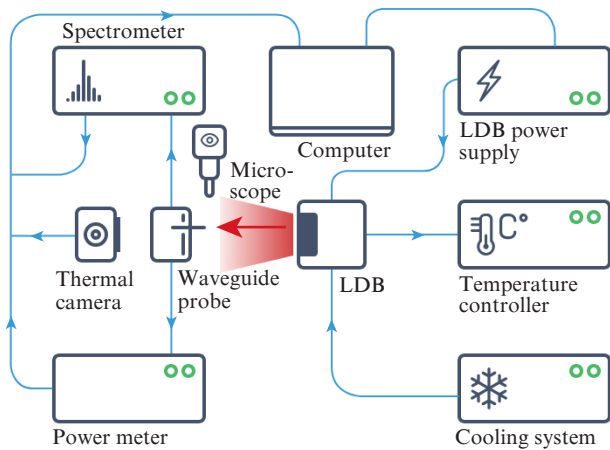 Spectrometer
Computer
LDB power
supply
Micro-
scope
Thermal
camera
Waveguide
probe
LDB
C°
Temperature
controller
Power meter
Cooling system